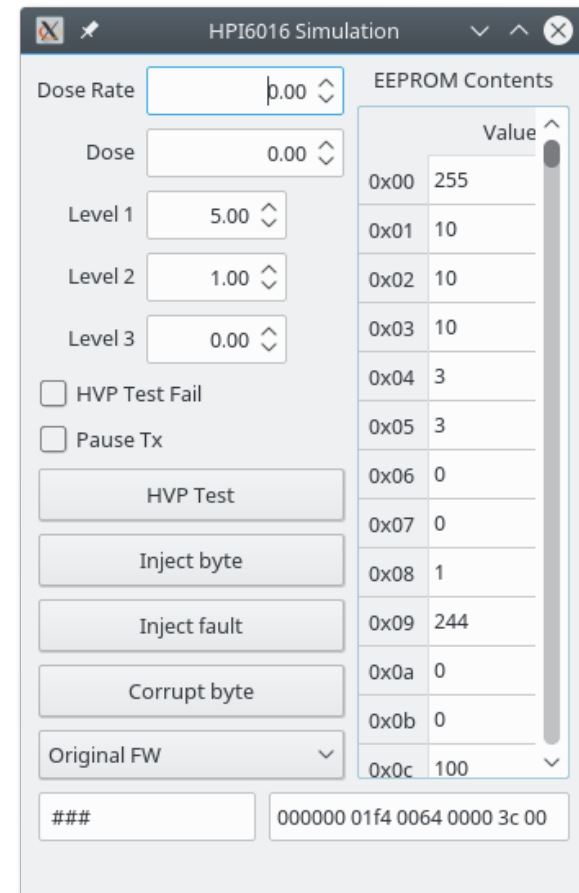 HPI6016 Simulation
Dose Rate 0.00
Dose 0.00
Level 1 5.00
Level 2 1.00
Level 3 0.00
HVP Test Fail
Pause Tx
HVP Test
Inject byte
Inject fault
Corrupt byte
Original FW
EEPROM Contents
Value
0x00 255
0x01 10
0x02 10
0x03 10
0x04 3
0x05 3
0x06 0
0x07 0
0x08 1
0x09 244
0x0a 0
0x0b 0
0x0c 100
### 000000 01f4 0064 0000 3c 00